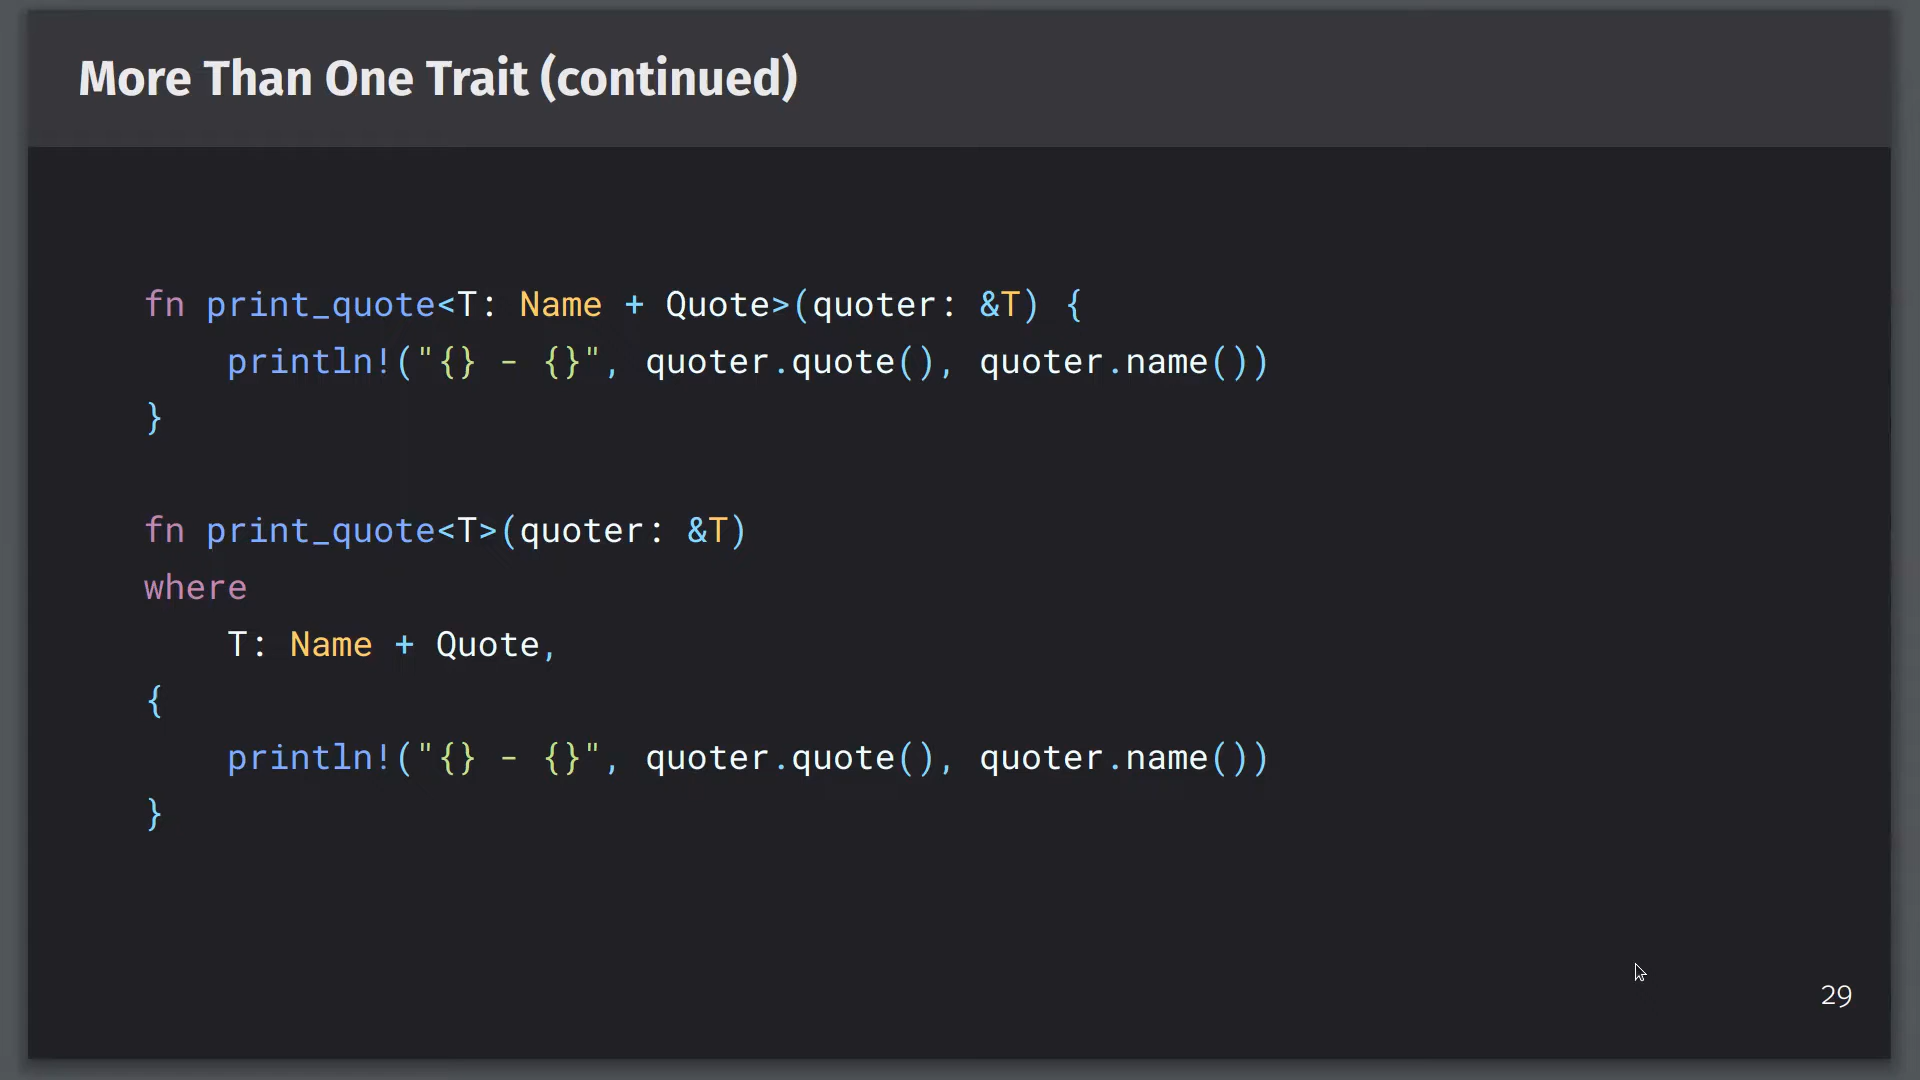 More Than One Trait (continued)
fn print_quote<T: Name + Quote>(quoter: &T) {
    println!("{} - {}", quoter.quote(), quoter.name())
}
fn print_quote<T>(quoter: &T)
where
    T: Name + Quote,
{
    println!("{} - {}", quoter.quote(), quoter.name())
}
29